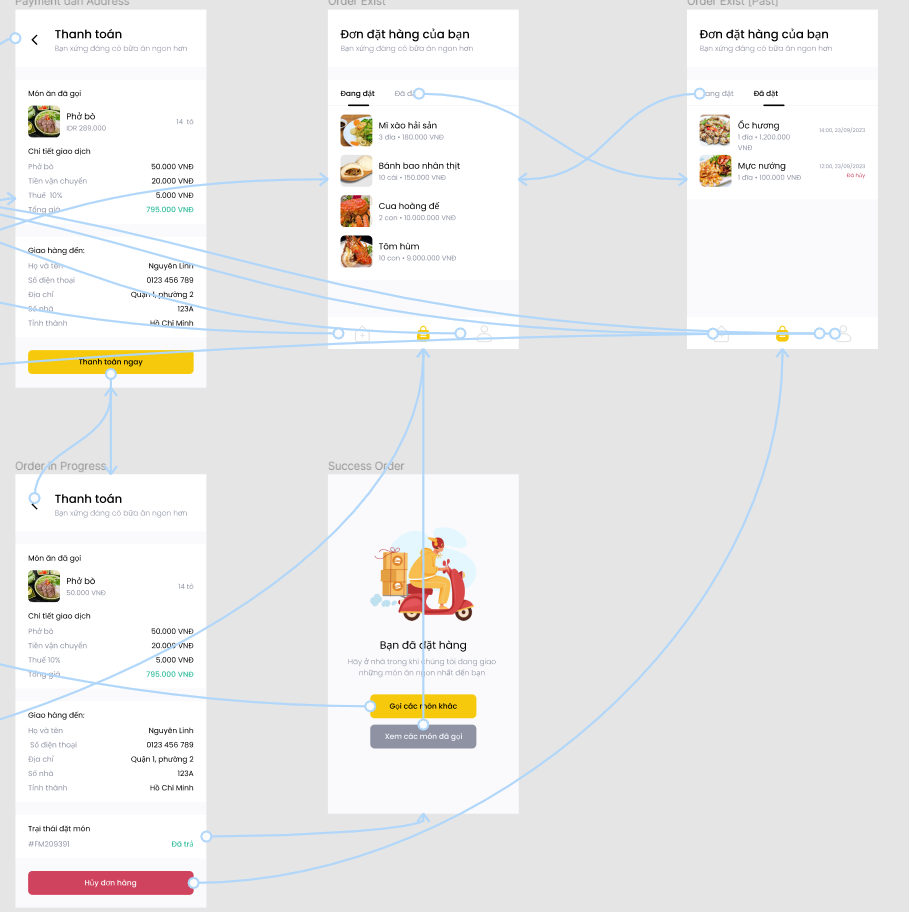 Payment dan Address
Thanh toán
Bạn xứng đáng có bữa ăn ngon hơn
Món ăn đã gọi
Phở bò
IDR 289.000
14 tô
Chi tiết giao dịch
Phở bò 50.000 VNĐ
Tiền vận chuyển 20.000 VNĐ
Thuế 10% 5.000 VNĐ
Tổng giá 795.000 VNĐ
Giao hàng đến:
Họ và tên Nguyên Linh
Số điện thoại 0123 456 789
Địa chỉ Quận 1, phường 2
Số nhà 123A
Tỉnh thành Hồ Chí Minh
Thanh toán ngay
Order Exist
Đơn đặt hàng của bạn
Bạn xứng đáng có bữa ăn ngon hơn
Đang đặt Đã
Mì xào hải sản
3 dĩa • 180.000 VNĐ
Bánh bao nhân thịt
10 cái • 150.000 VNĐ
Cua hoàng đế
2 con • 10.000.000 VNĐ
Tôm hùm
10 con • 9.000.000 VNĐ
Order Exist [Past]
Đơn đặt hàng của bạn
Bạn xứng đáng có bữa ăn ngon hơn
ang đặt Đã đặt
Ốc hương
1 dĩa • 1.200.000
VNĐ
14:00, 23/09/2023
Mực nướng
1 dĩa • 100.000 VNĐ
12:00, 23/09/2023
Đã hủy
Order in Progress
Thanh toán
Bạn xứng đáng có bữa ăn ngon hơn
Món ăn đã gọi
Phở bò
50.000 VNĐ
14 tô
Chi tiết giao dịch
Phở bò 50.000 VNĐ
Tiền vận chuyển 20.000 VNĐ
Thuế 10% 5.000 VNĐ
Tổng giá 795.000 VNĐ
Giao hàng đến:
Họ và tên Nguyên Linh
Số điện thoại 0123 456 789
Địa chỉ Quận 1, phường 2
Số nhà 123A
Tỉnh thành Hồ Chí Minh
Trại thái đặt món
#FM209391 Đã trả
Hủy đơn hàng
Success Order
Bạn đã đặt hàng
Hãy ở nhà trong khi chúng tôi đang giao
những món ăn ngon nhất đến bạn
Gọi các món khác
Xem các món đã gọi